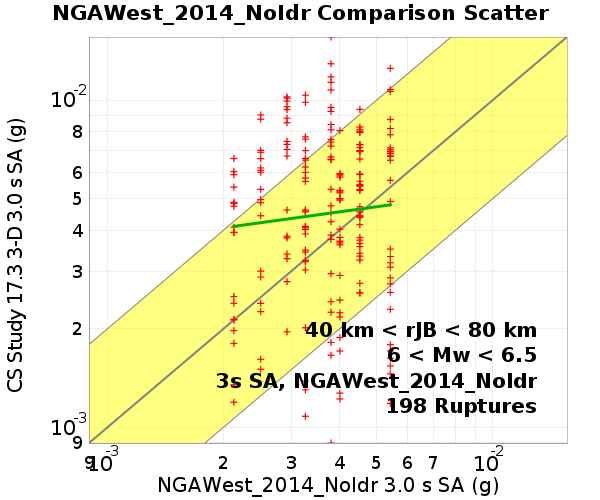 NGAWest_2014_NoIdr Comparison Scatter
CS Study 17.3 3-D 3.0 s SA (g)
10⁻²
8
6
5
4
3
2
10⁻³
9
40 km < rJB < 80 km
6 < Mw < 6.5
3s SA, NGAWest_2014_NoIdr
198 Ruptures
9 10⁻³ 2 3 4 5 6 7 10⁻²
NGAWest_2014_NoIdr 3.0 s SA (g)